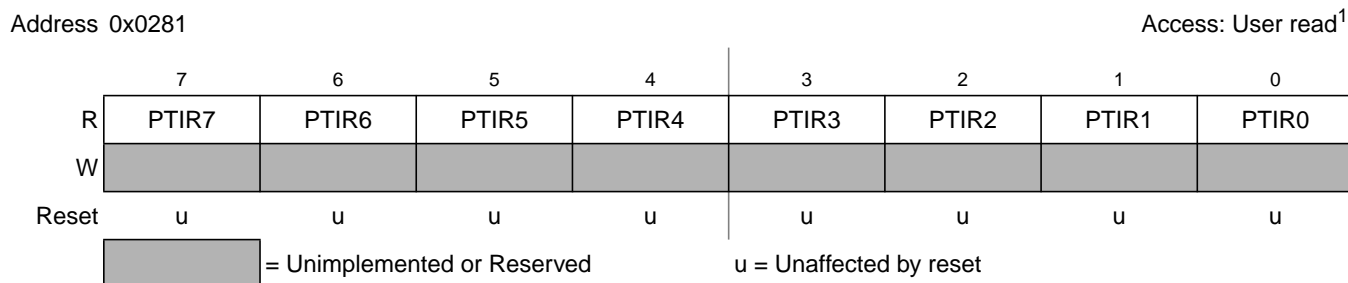 Address 0x0281 Access: User read1
7 6 5 4 3 2 1 0
R PTIR7 PTIR6 PTIR5 PTIR4 PTIR3 PTIR2 PTIR1 PTIR0
W
Reset u u u u u u u u
= Unimplemented or Reserved u = Unaffected by reset